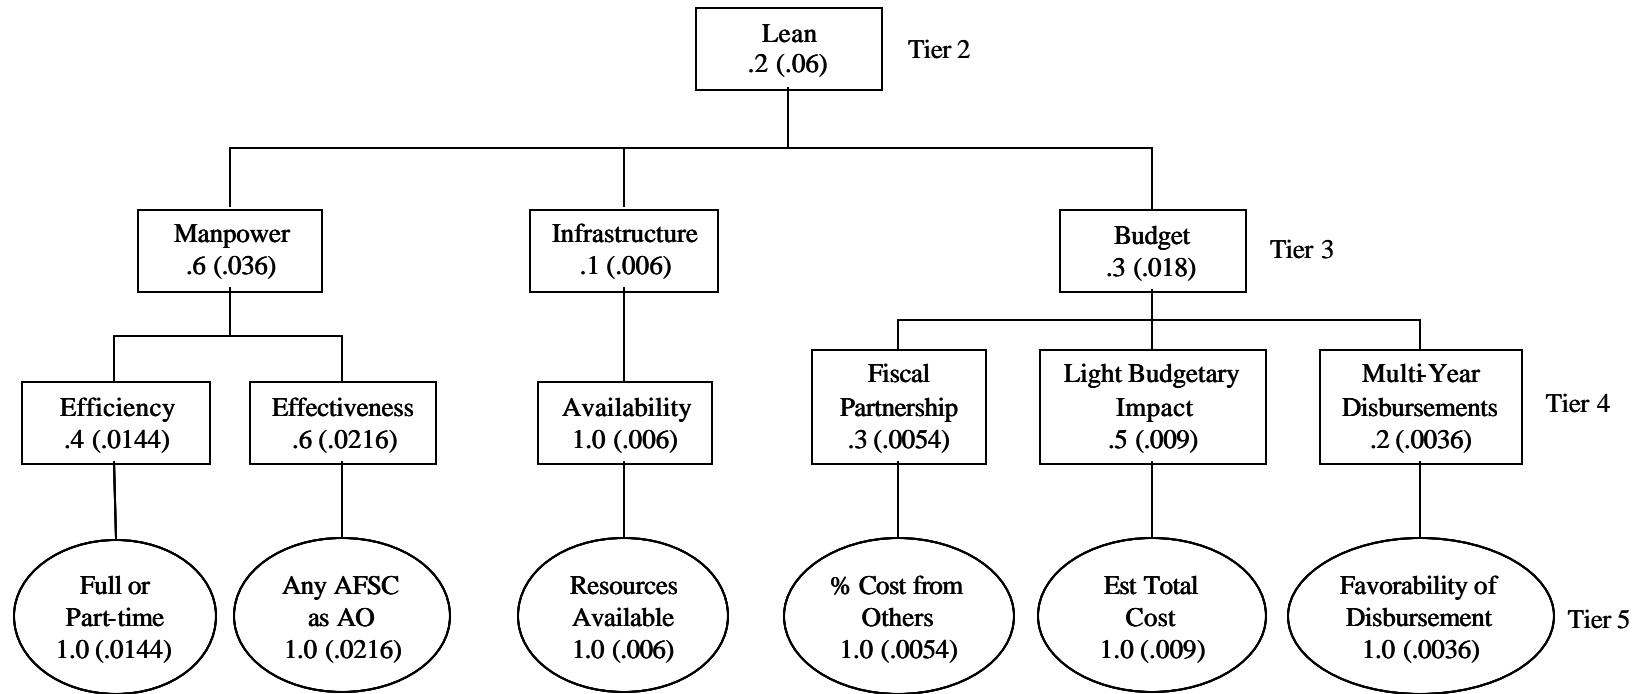 Lean
.2 (.06)
Tier 2
Manpower
.6 (.036)
Infrastructure
.1 (.006)
Budget
.3 (.018)
Tier 3
Efficiency
.4 (.0144)
Effectiveness
.6 (.0216)
Availability
1.0 (.006)
Fiscal
Partnership
.3 (.0054)
Light Budgetary
Impact
.5 (.009)
Multi-Year
Disbursements
.2 (.0036)
Tier 4
Full or
Part-time
1.0 (.0144)
Any AFSC
as AO
1.0 (.0216)
Resources
Available
1.0 (.006)
% Cost from
Others
1.0 (.0054)
Est Total
Cost
1.0 (.009)
Favorability of
Disbursement
1.0 (.0036)
Tier 5